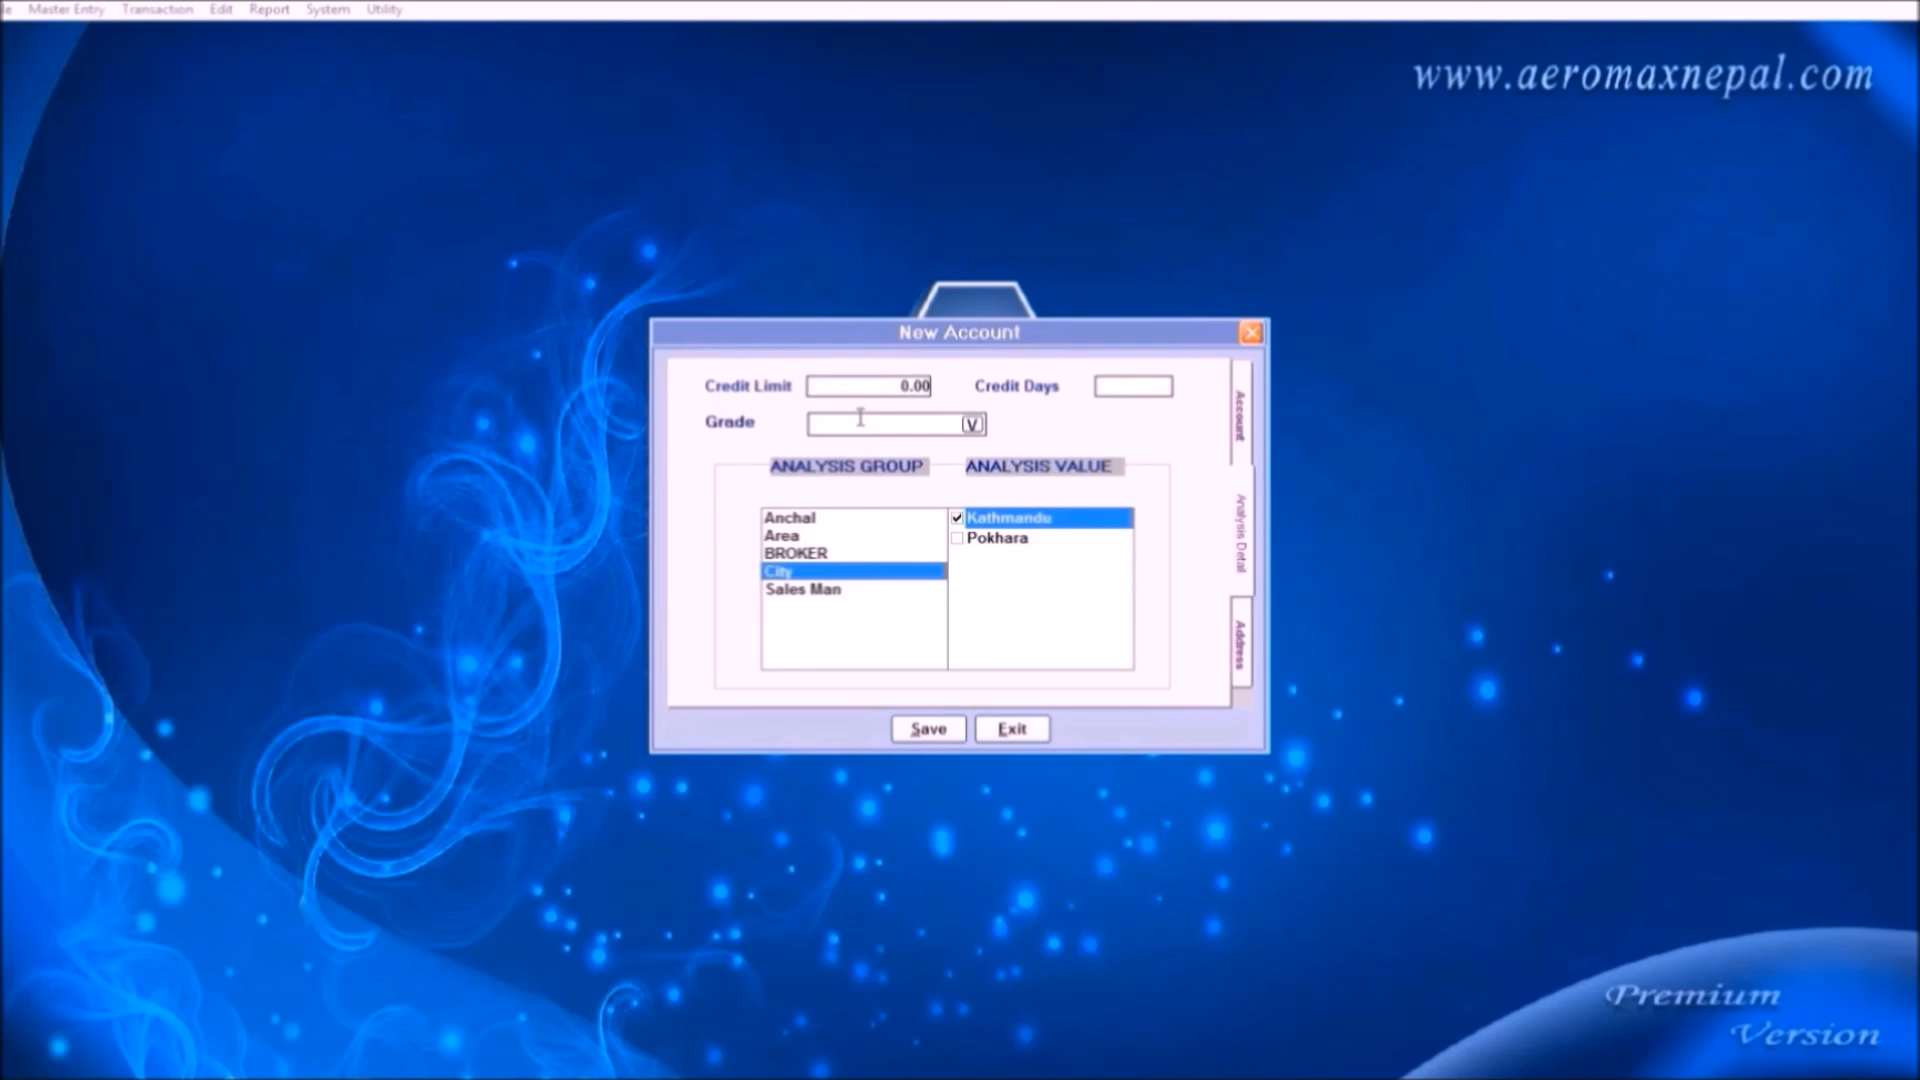 le Master Entry Transaction Edit Report System Utility
www.aeromaxnepal.com
New Account
Credit Limit 0.00 Credit Days
Grade V
ANALYSIS GROUP ANALYSIS VALUE
Anchal
Area
BROKER
City
Sales Man
Kathmandu
Pokhara
Account
Analysis Detail
Address
Save Exit
Premium
Version